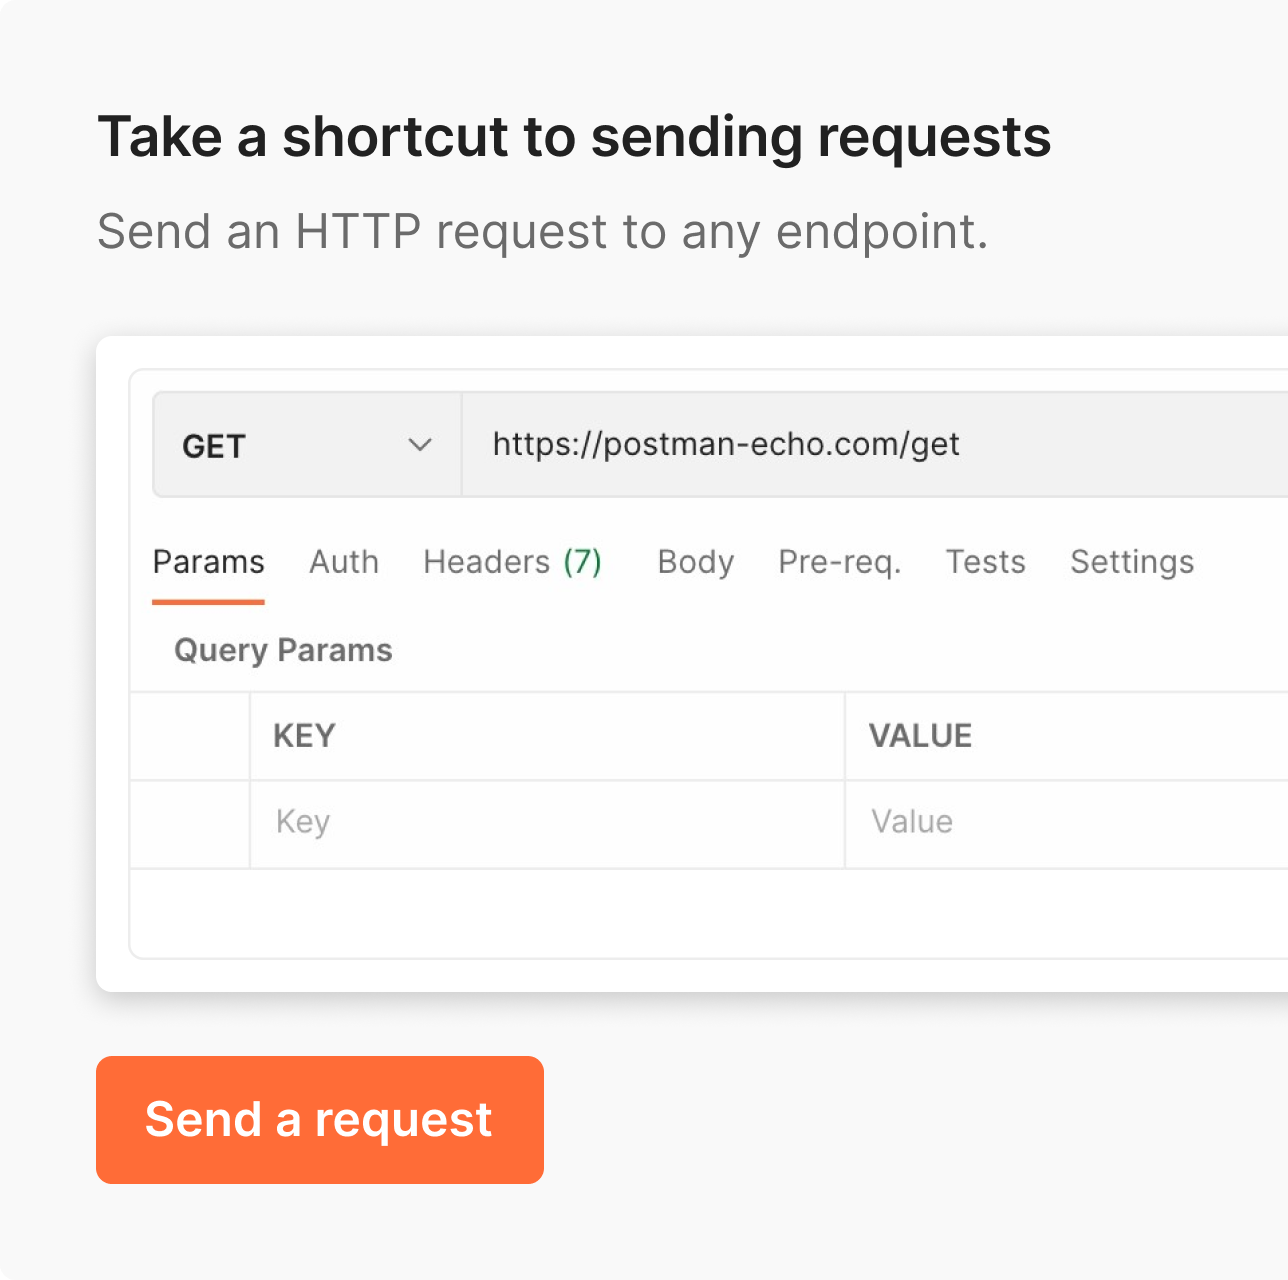 Take a shortcut to sending requests
Send an HTTP request to any endpoint.
GET https://postman-echo.com/get
Params Auth Headers (7) Body Pre-req. Tests Settings
Query Params
KEY VALUE
Key Value
Send a request